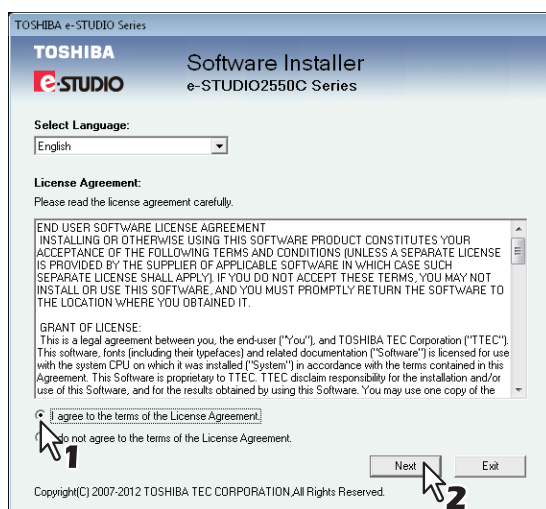 TOSHIBA e-STUDIO Series
TOSHIBA
e-STUDIO
Software Installer
e-STUDIO2550C Series
Select Language:
English
License Agreement:
Please read the license agreement carefully.
END USER SOFTWARE LICENSE AGREEMENT
INSTALLING OR OTHERWISE USING THIS SOFTWARE PRODUCT CONSTITUTES YOUR
ACCEPTANCE OF THE FOLLOWING TERMS AND CONDITIONS (UNLESS A SEPARATE LICENSE
IS PROVIDED BY THE SUPPLIER OF APPLICABLE SOFTWARE IN WHICH CASE SUCH
SEPARATE LICENSE SHALL APPLY). IF YOU DO NOT ACCEPT THESE TERMS, YOU MAY NOT
INSTALL OR USE THIS SOFTWARE, AND YOU MUST PROMPTLY RETURN THE SOFTWARE TO
THE LOCATION WHERE YOU OBTAINED IT.
GRANT OF LICENSE:
This is a legal agreement between you, the end-user ("You"), and TOSHIBA TEC Corporation ("TTEC").
This software, fonts (including their typefaces) and related documentation ("Software") is licensed for use
with the system CPU on which it was installed ("System") in accordance with the terms contained in this
Agreement. This Software is proprietary to TTEC. TTEC disclaim responsibility for the installation and/or
use of this Software, and for the results obtained by using this Software. You may use one copy of the
I agree to the terms of the License Agreement.
do not agree to the terms of the License Agreement.
1
Next
Exit
Copyright(C) 2007-2012 TOSHIBA TEC CORPORATION,All Rights Reserved.
2